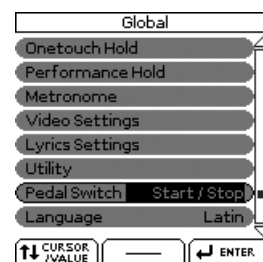 Global
Onetouch Hold
Performance Hold
Metronome
Video Settings
Lyrics Settings
Utility
Pedal Switch Start / Stop
Language Latin
CURSOR
/VALUE
ENTER